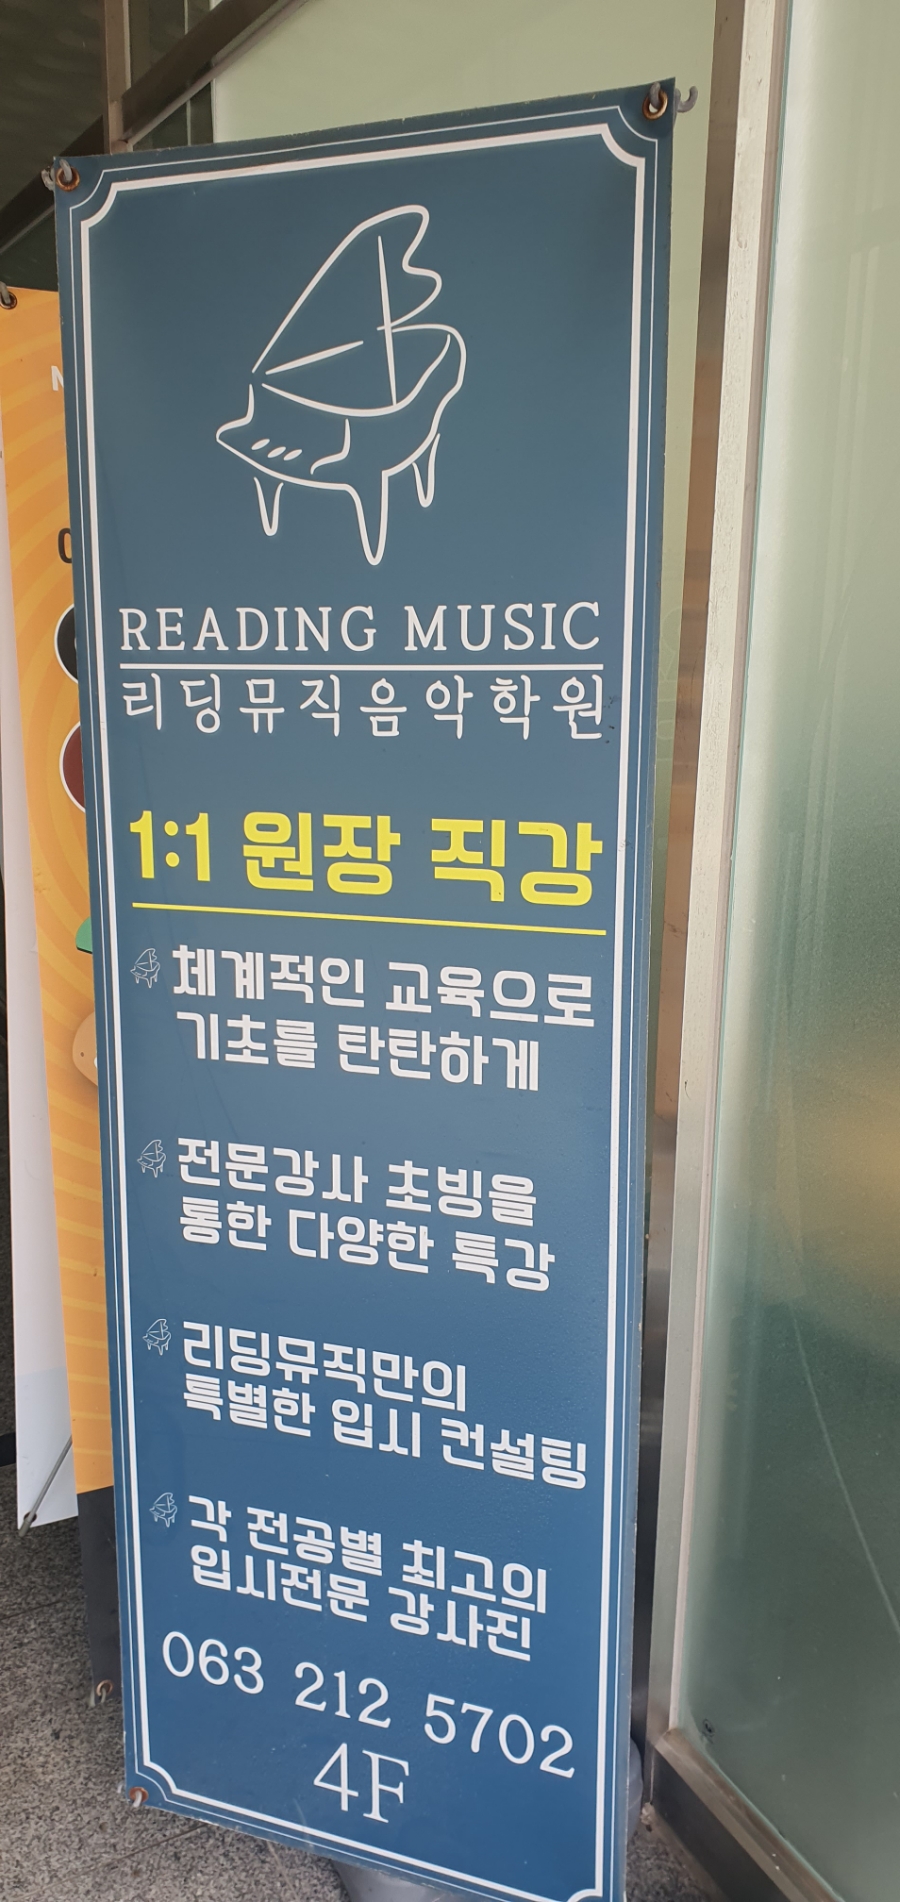 READING MUSIC
리딩뮤직음악학원
1:1 원장 직강
체계적인 교육으로
기초를 탄탄하게
전문강사 초빙을
통한 다양한 특강
리딩뮤직만의
특별한 입시 컨설팅
각 전공별 최고의
입시전문 강사진
063 212 5702
4F